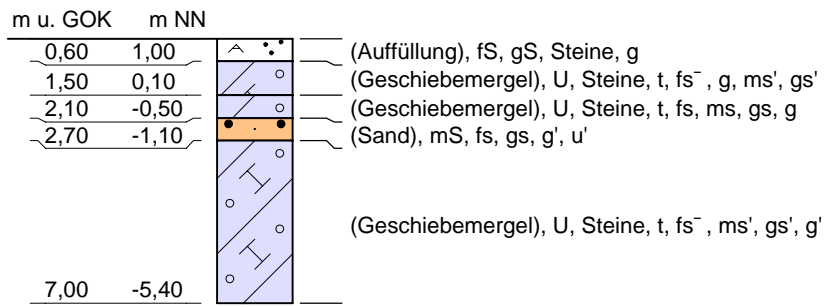 m u. GOK m NN
0,60 1,00 (Auffüllung), fS, gS, Steine, g
1,50 0,10 (Geschiebemergel), U, Steine, t, fs¯ , g, ms', gs'
2,10 -0,50 (Geschiebemergel), U, Steine, t, fs, ms, gs, g
2,70 -1,10 (Sand), mS, fs, gs, g', u'
(Geschiebemergel), U, Steine, t, fs¯ , ms', gs', g'
7,00 -5,40